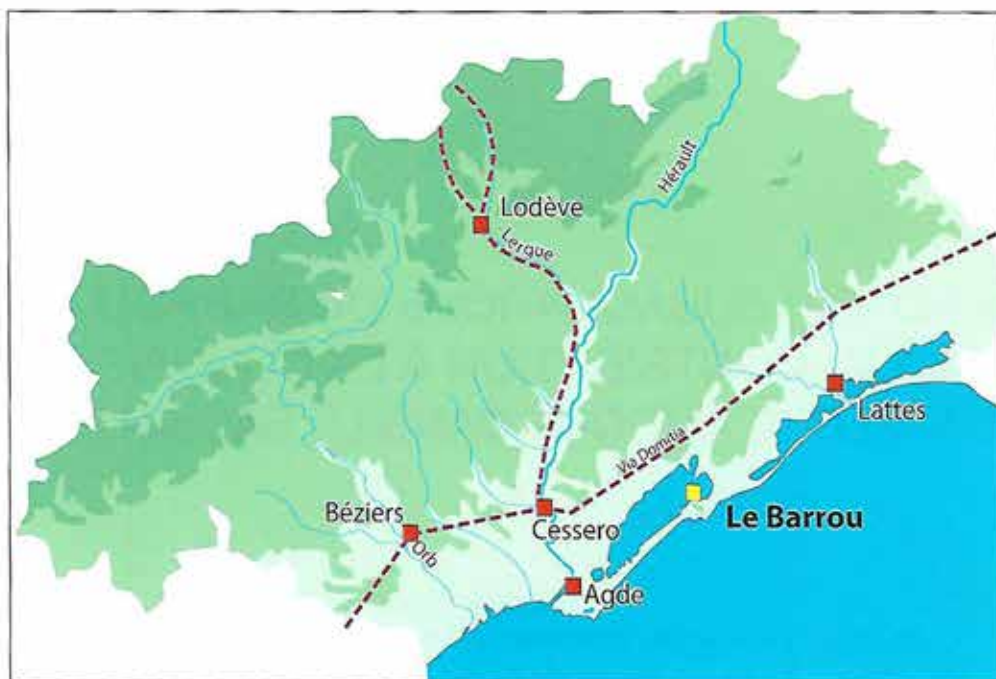 Hérault
Lodève
Lergue
Lattes
Via Domitia
Le Barrou
Béziers
Cessero
Orb
Agde